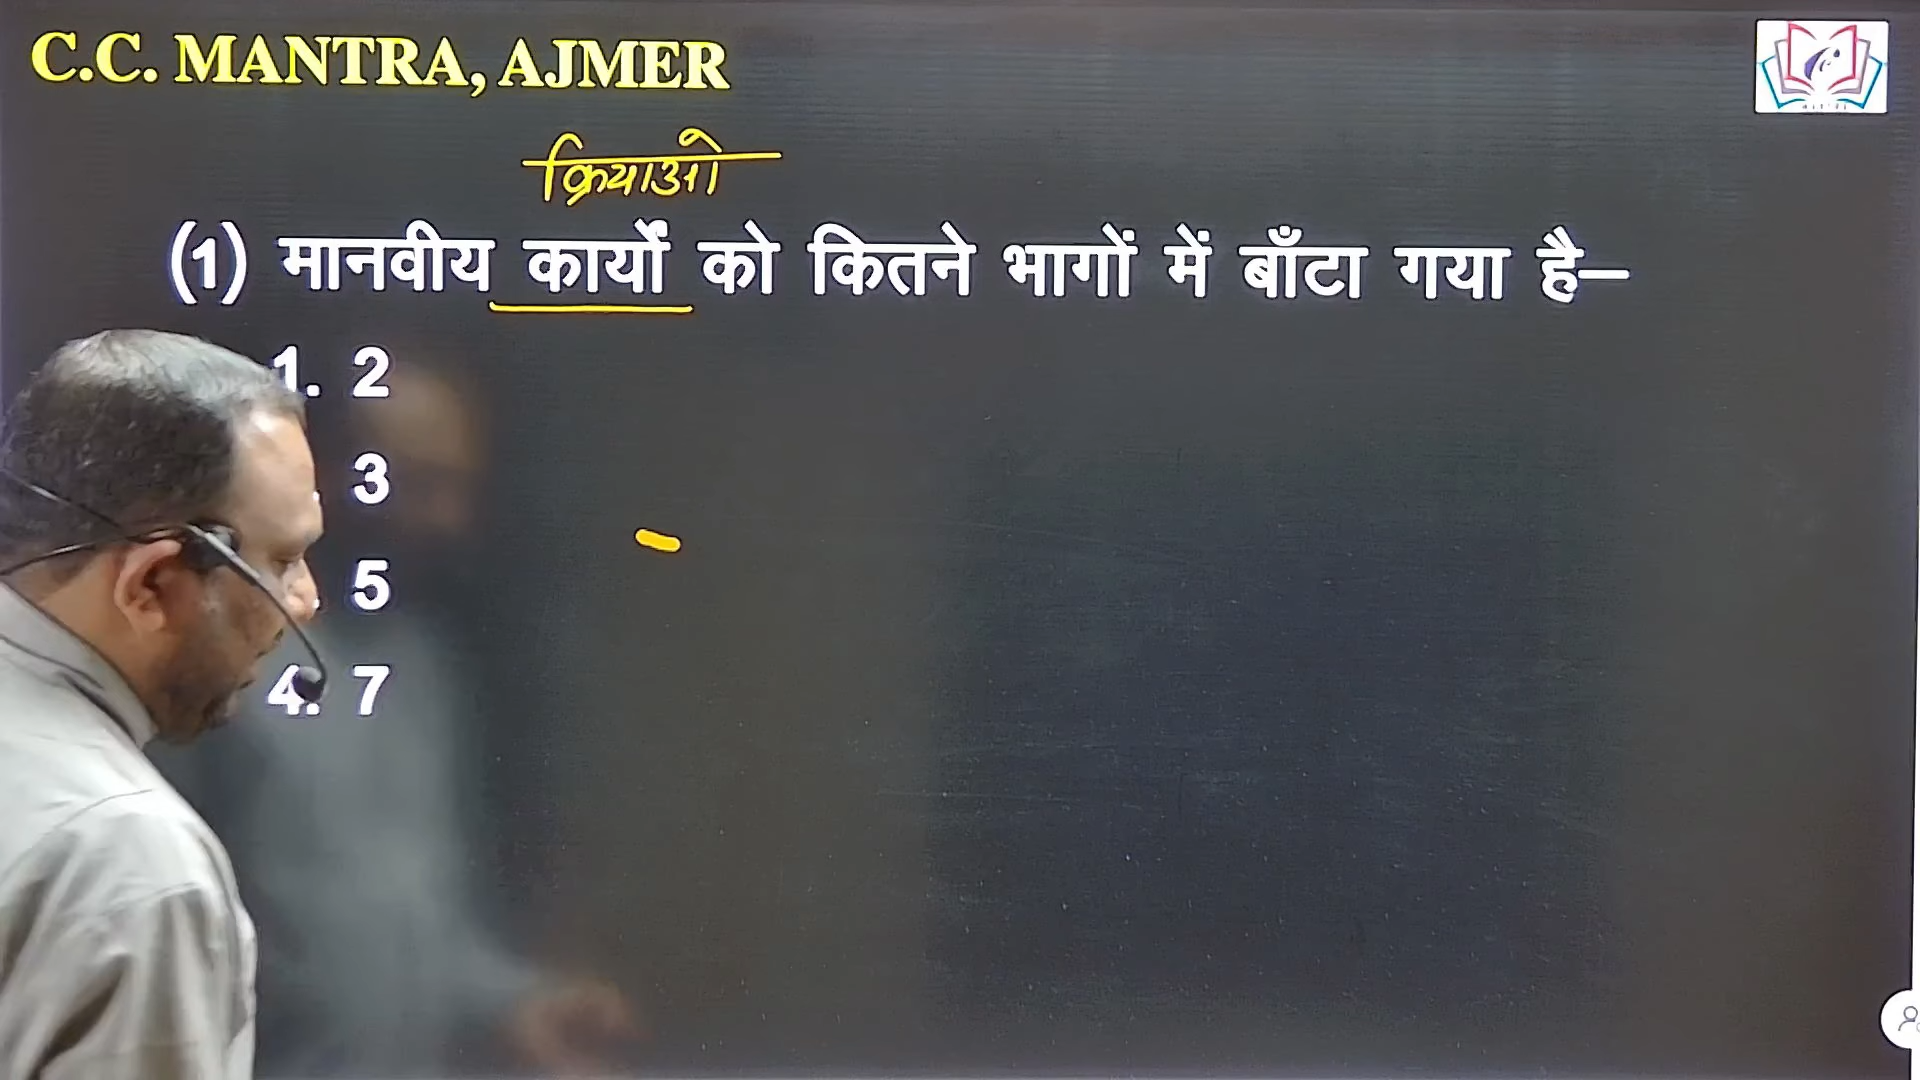 C.C. MANTRA, AJMER
क्रियाओ
(1) मानवीय कार्यों को कितने भागों में बाँटा गया है–
1. 2
3
5
4. 7